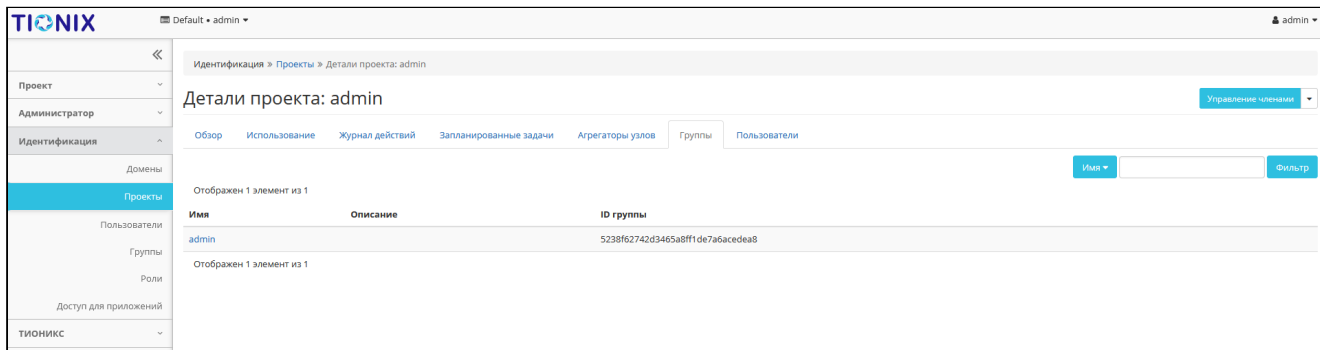 TIONIX
Default • admin
admin
Идентификация » Проекты » Детали проекта: admin
Проект
Администратор
Идентификация
Домены
Проекты
Пользователи
Группы
Роли
Доступ для приложений
ТИОНИКС
Детали проекта: admin
Управление членами
Обзор Использование Журнал действий Запланированные задачи Агрегаторы узлов Группы Пользователи
Имя Фильтр
Отображен 1 элемент из 1
Имя Описание ID группы
admin 5238f62742d3465a8ff1de7a6acedea8
Отображен 1 элемент из 1